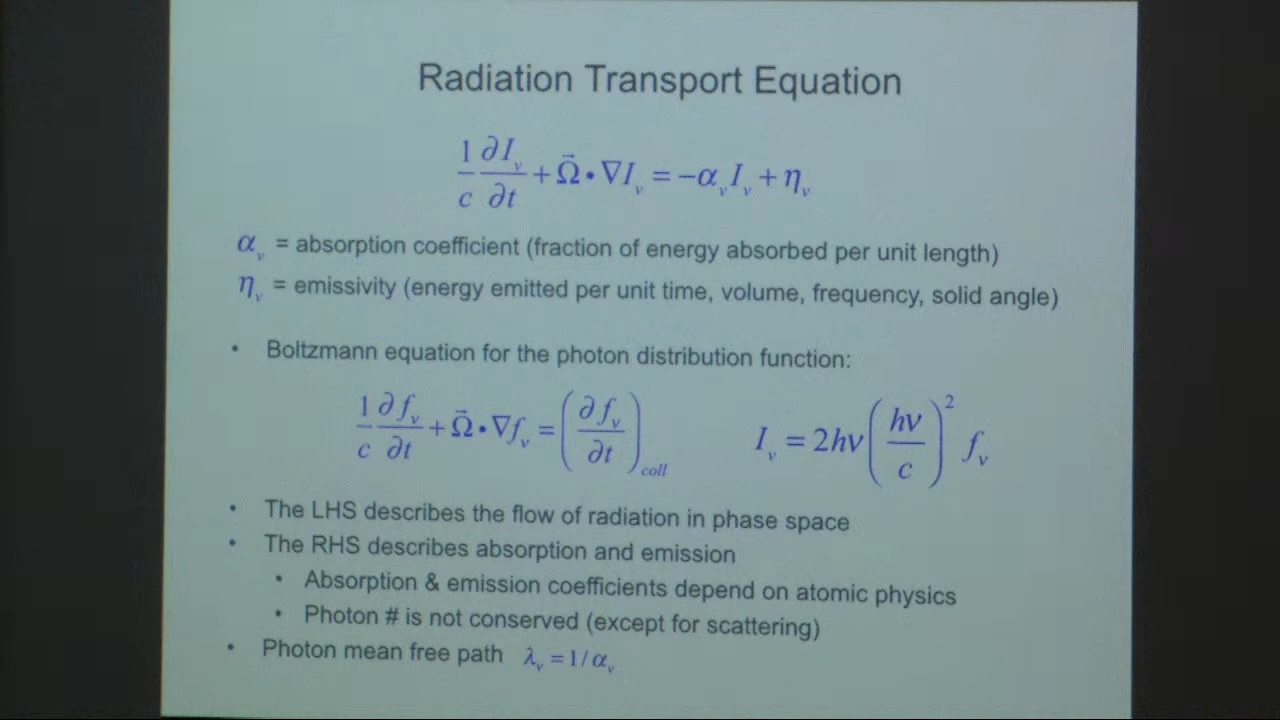 Radiation Transport Equation
1/c ∂I_ν/∂t + Ω⃗ • ∇I_ν = −α_ν I_ν + η_ν
α_ν = absorption coefficient (fraction of energy absorbed per unit length)
η_ν = emissivity (energy emitted per unit time, volume, frequency, solid angle)
• Boltzmann equation for the photon distribution function:
1/c ∂f_ν/∂t + Ω⃗ • ∇f_ν = (∂f_ν/∂t)_coll    I_ν = 2hν (hν/c)^2 f_ν
• The LHS describes the flow of radiation in phase space
• The RHS describes absorption and emission
• Absorption & emission coefficients depend on atomic physics
• Photon # is not conserved (except for scattering)
• Photon mean free path λ_ν = 1/α_ν